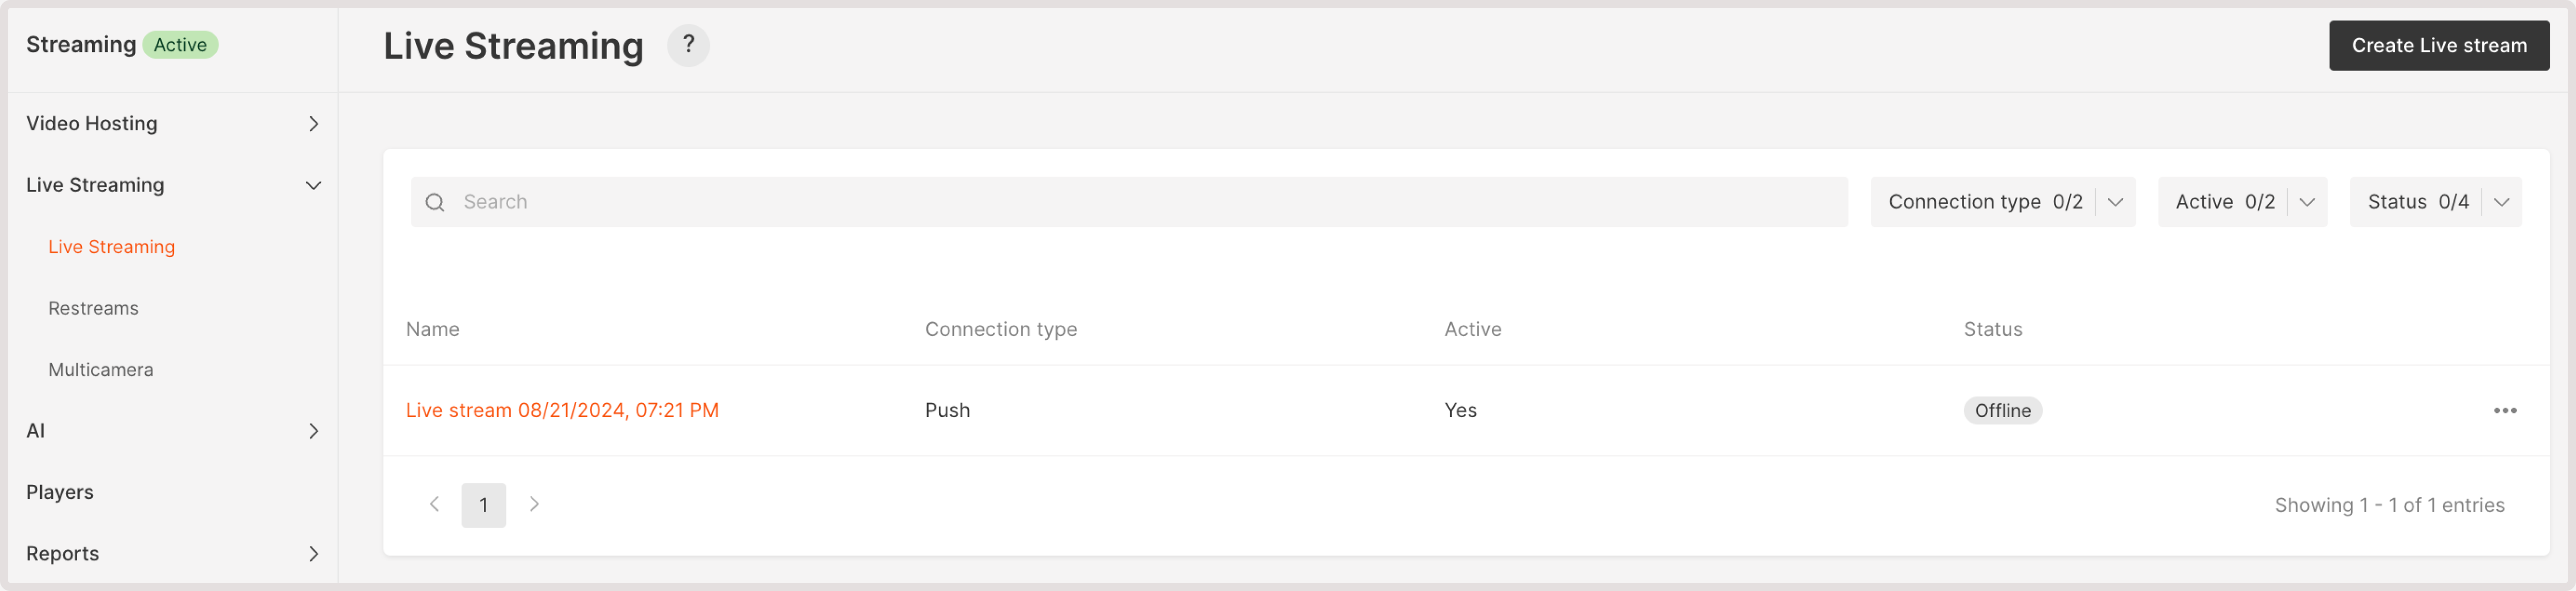 Streaming Active
Video Hosting
Live Streaming
Live Streaming
Restreams
Multicamera
AI
Players
Reports
Live Streaming ?
Create Live stream
Search
Connection type 0/2
Active 0/2
Status 0/4
Name Connection type Active Status
Live stream 08/21/2024, 07:21 PM Push Yes Offline
1
Showing 1 - 1 of 1 entries